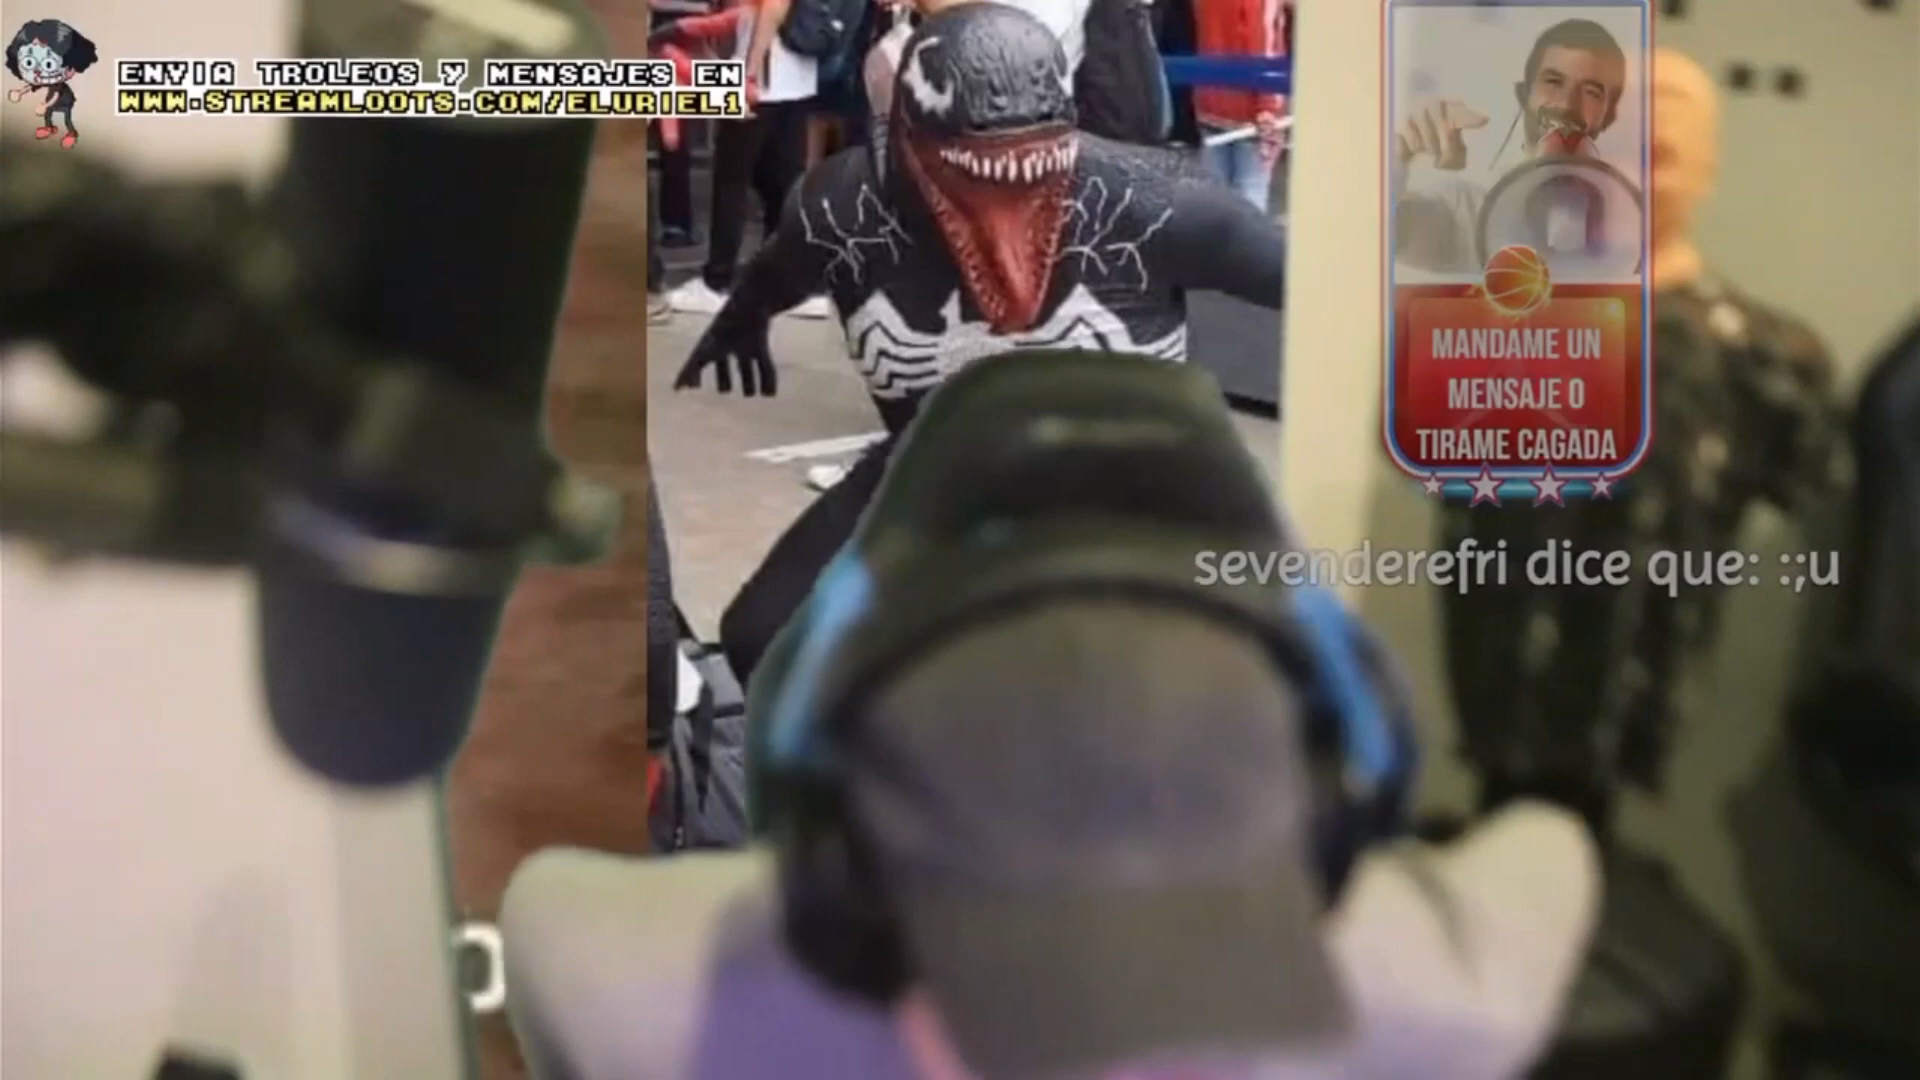 ENVIA TROLEOS Y MENSAJES EN
WWW.STREAMLOOTS.COM/ELURIEL1
MANDAME UN
MENSAJE O
TIRAME CAGADA
sevenderefri dice que: :;u